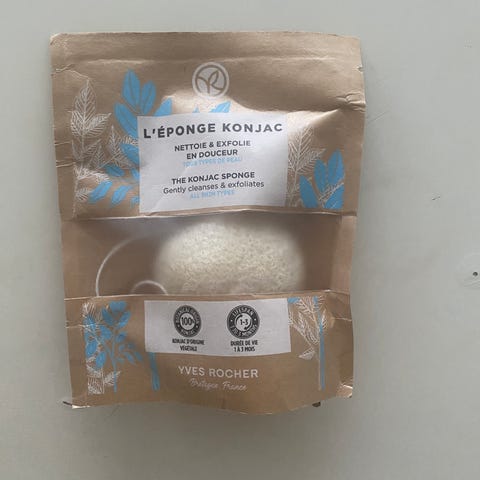 L'ÉPONGE KONJAC
NETTOIE & EXFOLIE
EN DOUCEUR
TOUS TYPES DE PEAU
THE KONJAC SPONGE
Gently cleanses & exfoliates
ALL SKIN TYPES
100%
1-3
KONJAC D'ORIGINE
VÉGÉTALE
DURÉE DE VIE
1 À 3 MOIS
YVES ROCHER
Bretagne, France